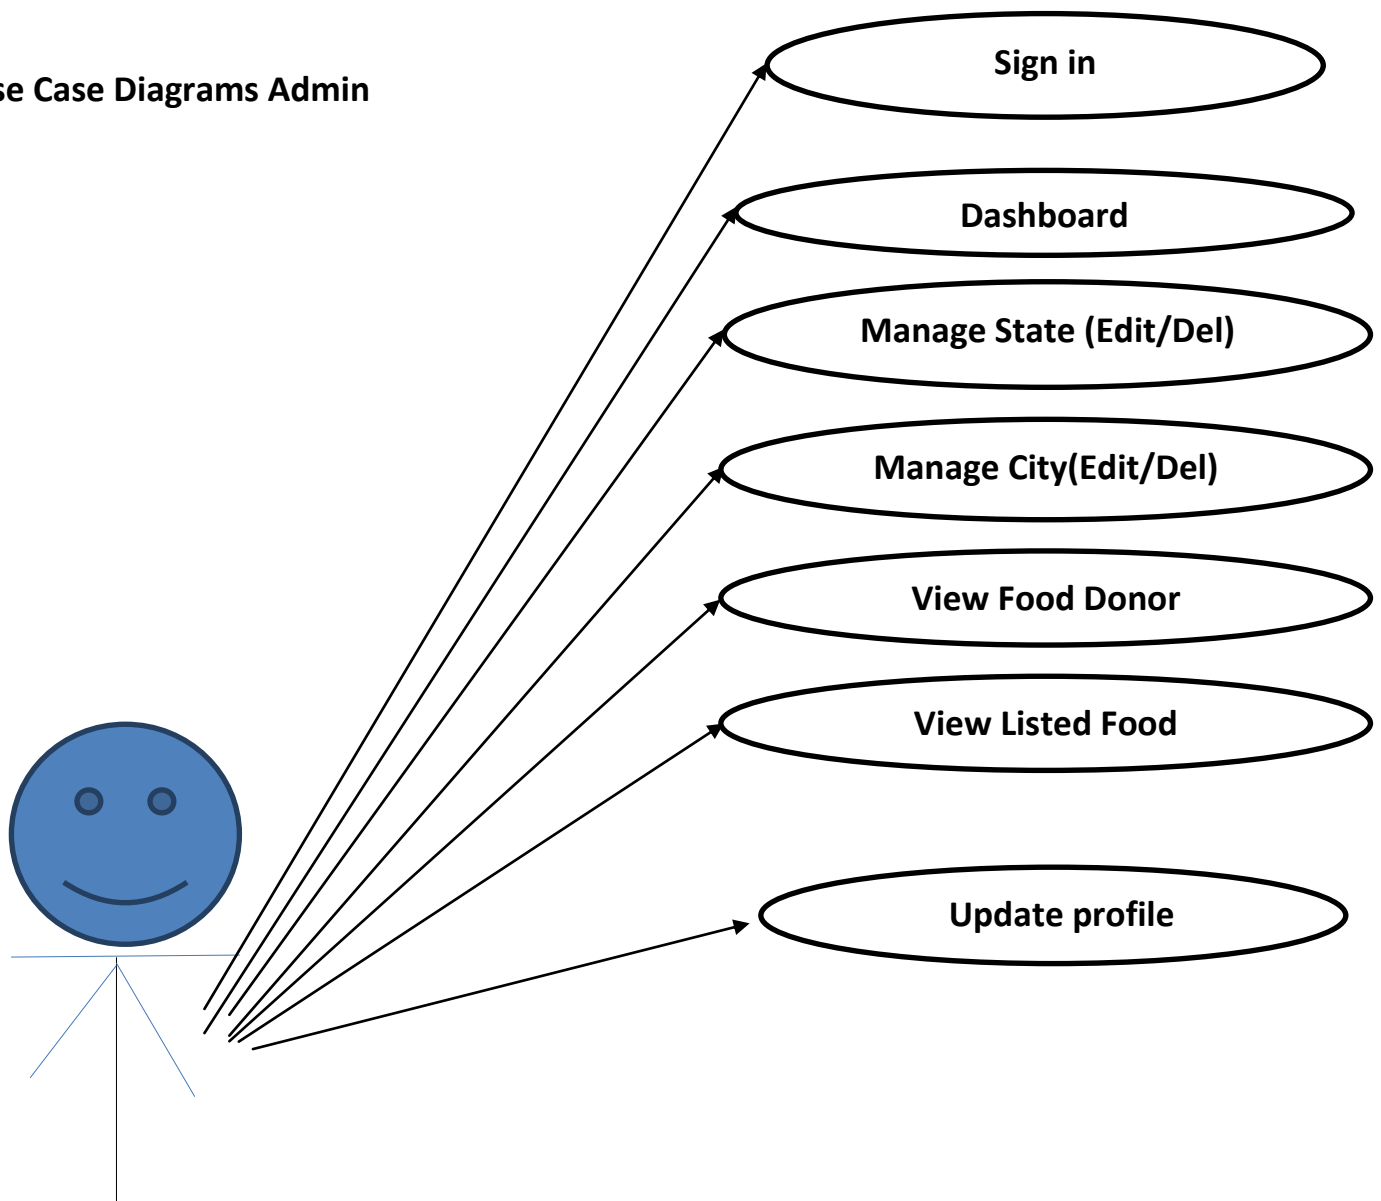 Sign in
se Case Diagrams Admin
Dashboard
Manage State (Edit/Del)
Manage City(Edit/Del)
View Food Donor
View Listed Food
Update profile